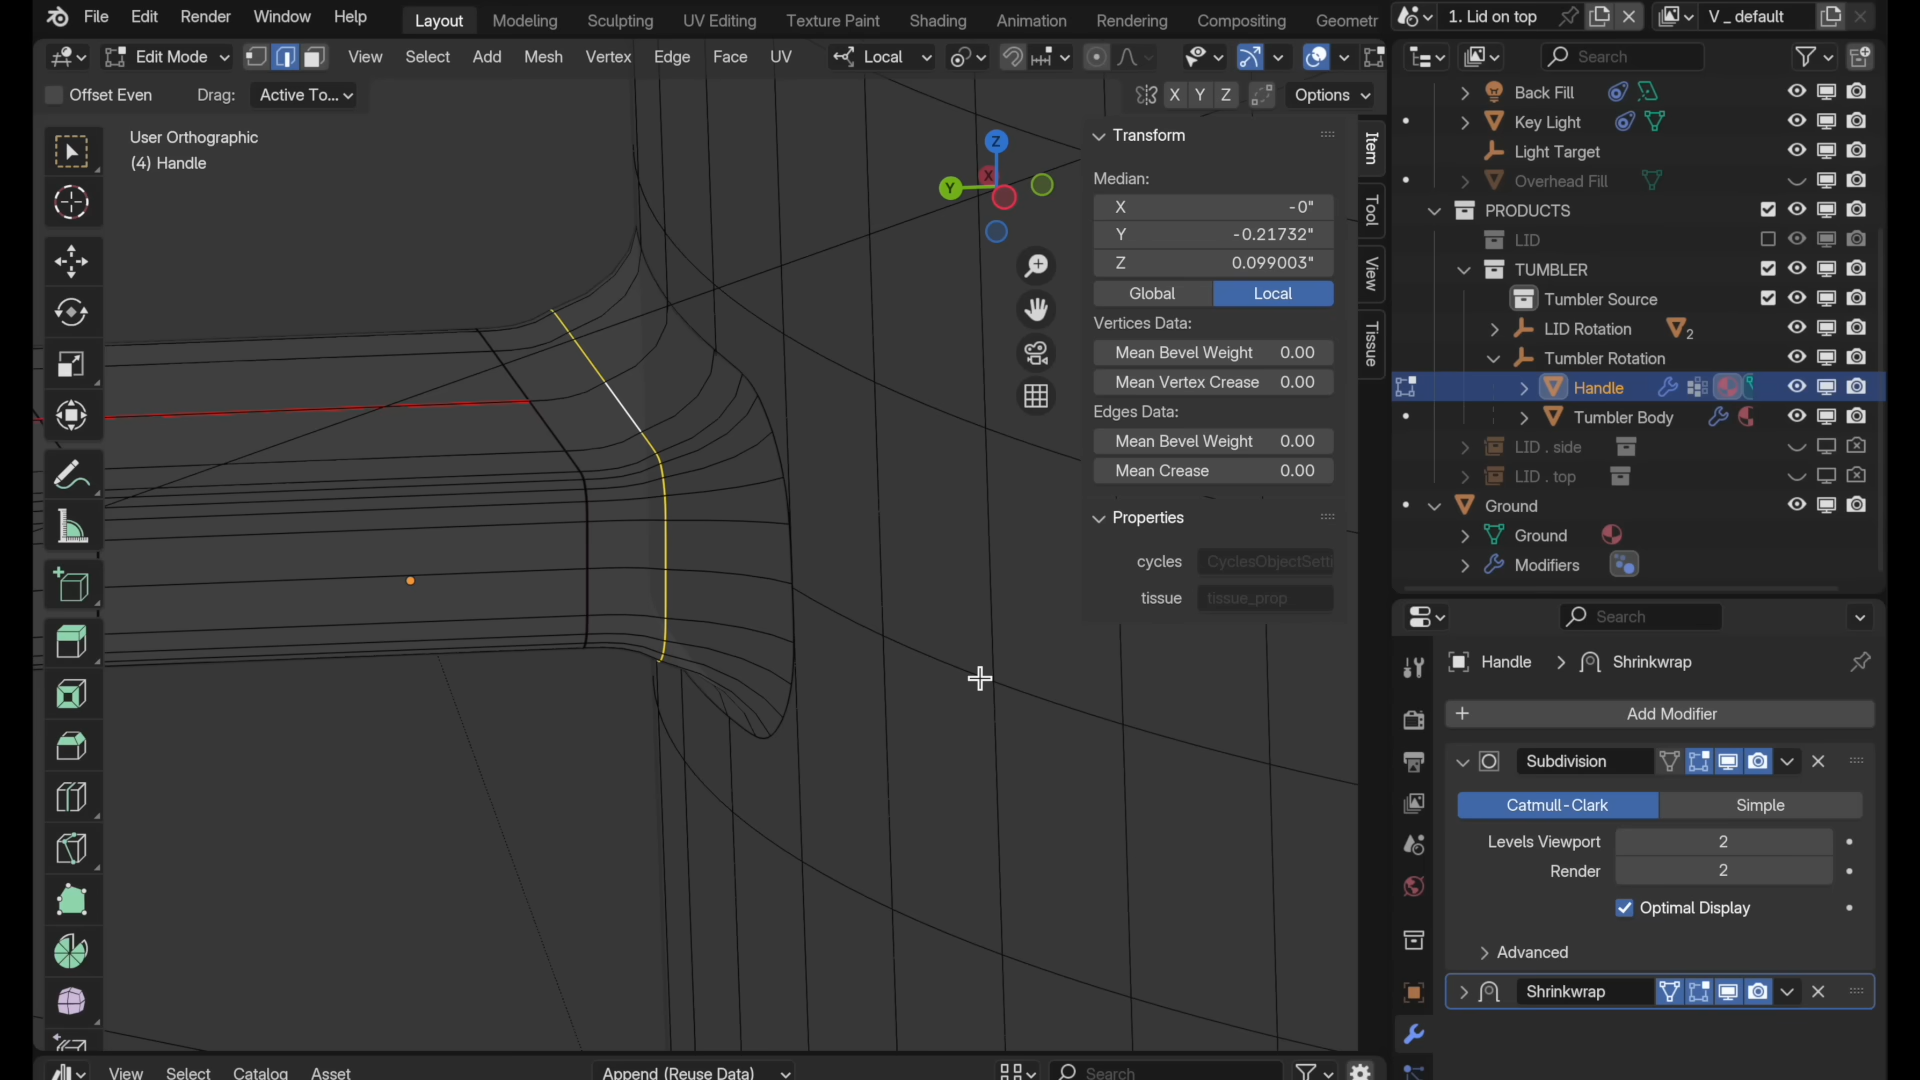 File Edit Render Window Help Layout Modeling Sculpting UV Editing Texture Paint Shading Animation Rendering Compositing Geometr 1. Lid on top V _ default
Edit Mode View Select Add Mesh Vertex Edge Face UV Local Search
Offset Even Drag: Active To... X Y Z Options
User Orthographic
(4) Handle
Z
Y
X
Transform
Median:
X -0"
Y -0.21732"
Z 0.099003"
Global Local
Vertices Data:
Mean Bevel Weight 0.00
Mean Vertex Crease 0.00
Edges Data:
Mean Bevel Weight 0.00
Mean Crease 0.00
Properties
cycles CyclesObjectSetti
tissue tissue_prop
Item
Tool
View
Tissue
Back Fill
Key Light
Light Target
Overhead Fill
PRODUCTS
LID
TUMBLER
Tumbler Source
LID Rotation 2
Tumbler Rotation
Handle
Tumbler Body
LID . side
LID . top
Ground
Ground
Modifiers
Search
Handle Shrinkwrap
Add Modifier
Subdivision
Catmull-Clark Simple
Levels Viewport 2
Render 2
Optimal Display
Advanced
Shrinkwrap
View Select Catalog Asset Append (Reuse Data) Search